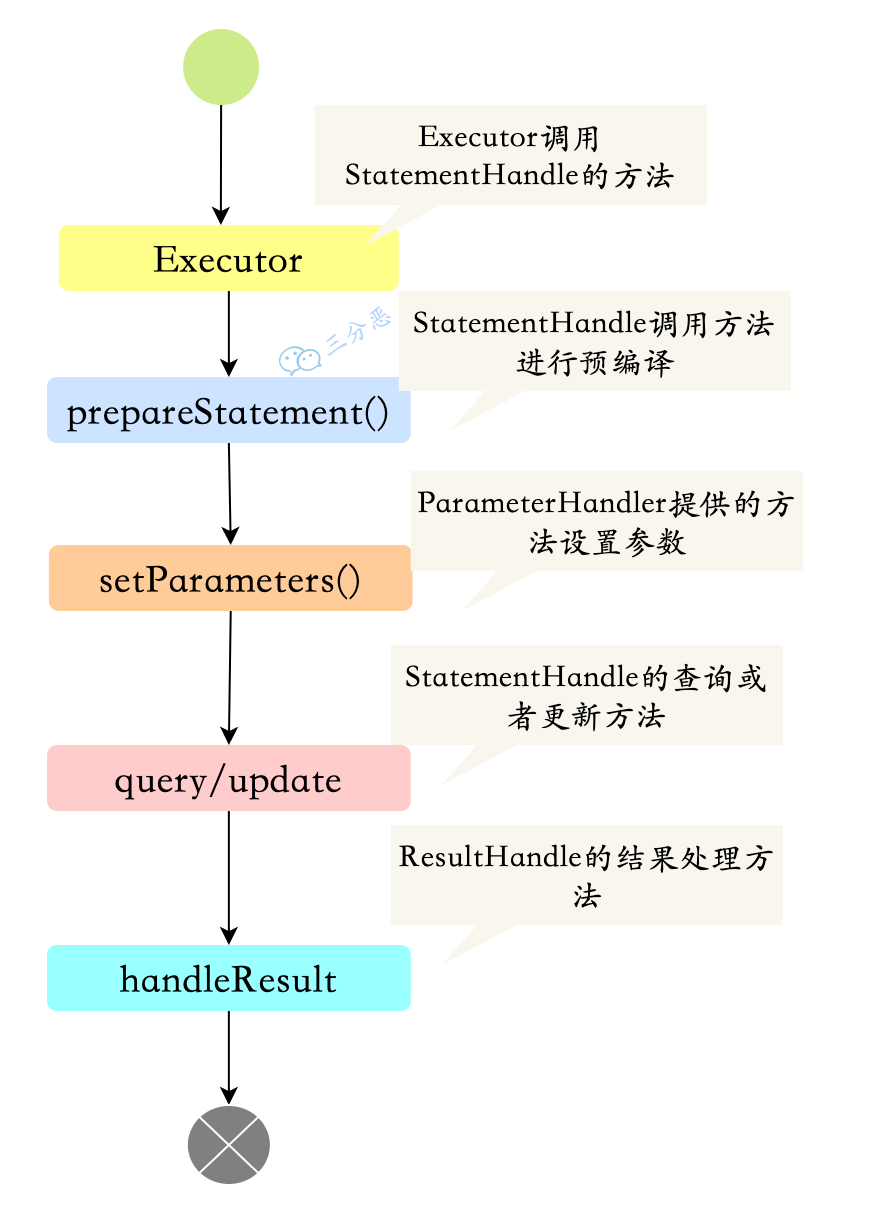 Executor调用
StatementHandle的方法
Executor
三分恶
StatementHandle调用方法
进行预编译
prepareStatement()
ParameterHandler提供的方
法设置参数
setParameters()
StatementHandle的查询或
者更新方法
query/update
ResultHandle的结果处理方
法
handleResult